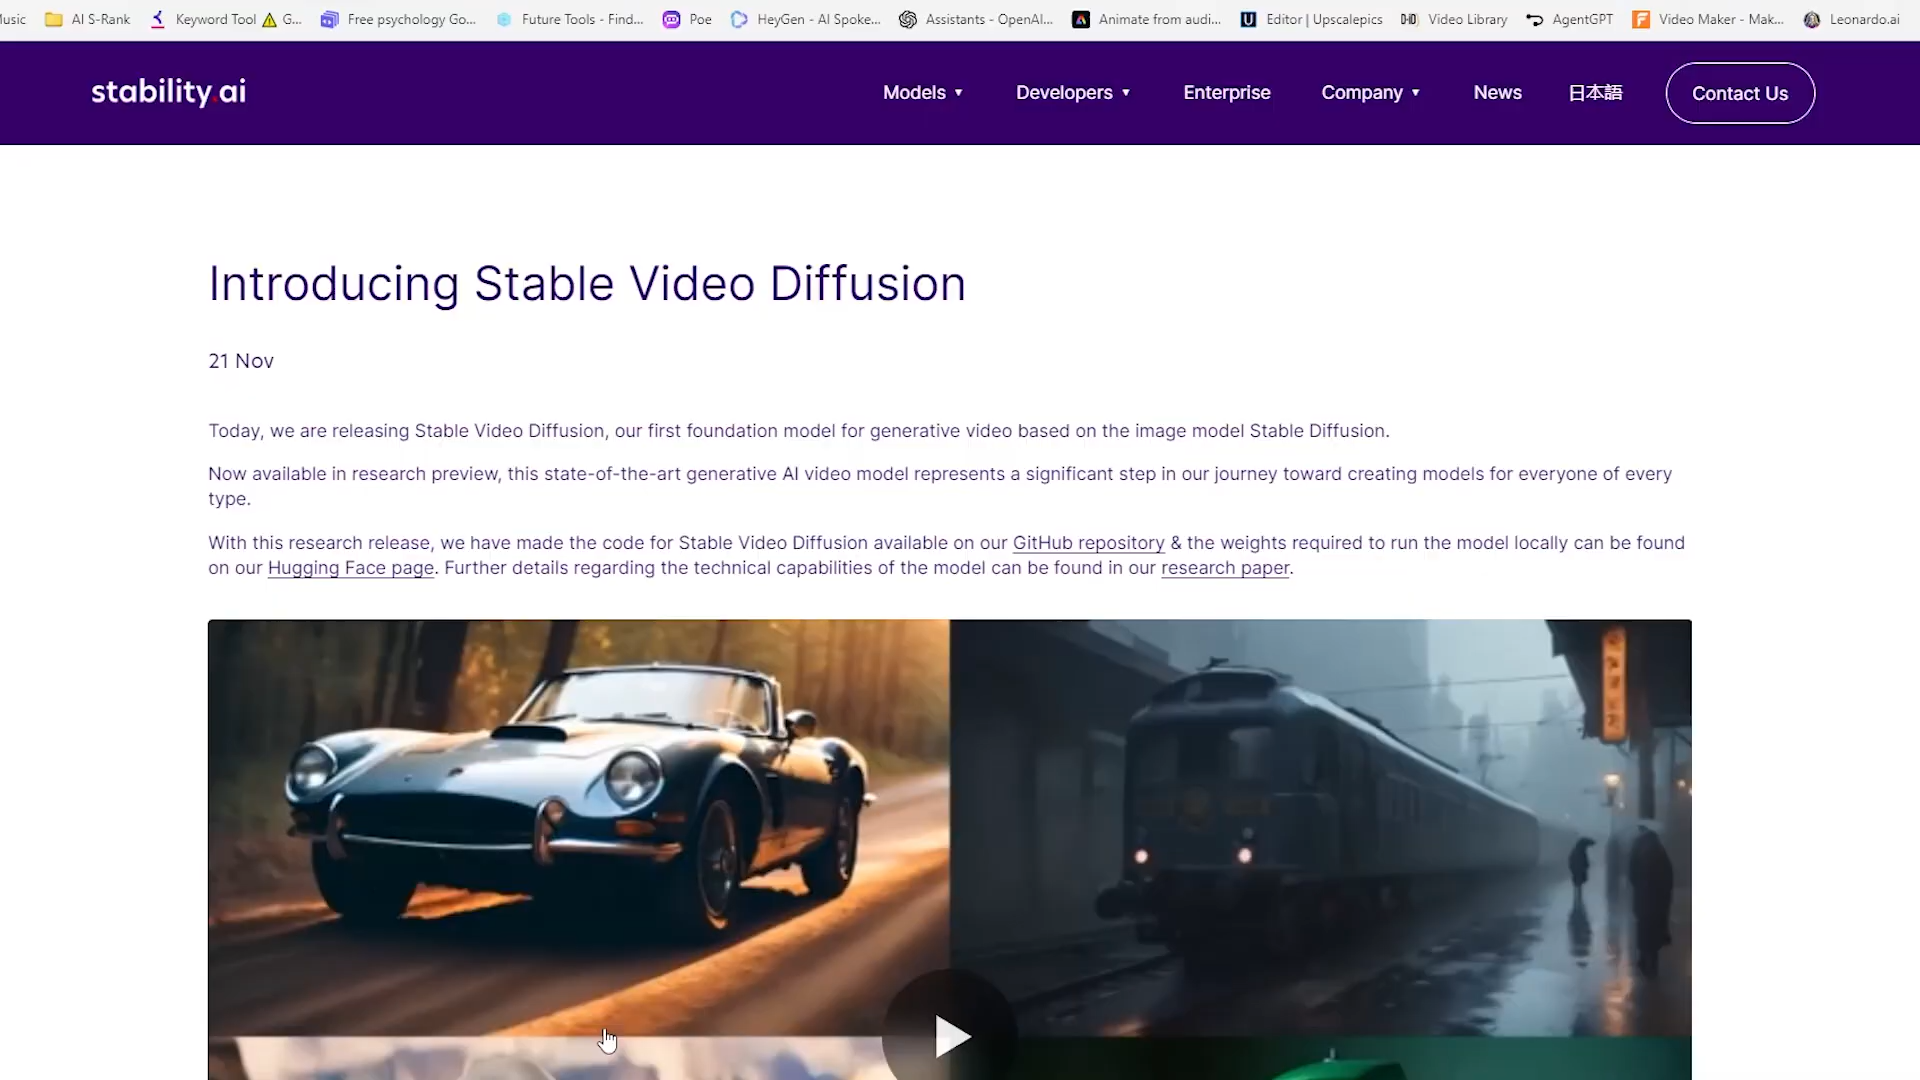 usic AI S-Rank Keyword Tool G... Free psychology Go... Future Tools - Find... Poe HeyGen - AI Spoke... Assistants - OpenAI... Animate from audi... Editor | Upscalepics Video Library AgentGPT Video Maker - Mak... Leonardo.ai
stability.ai Models Developers Enterprise Company News 日本語 Contact Us
Introducing Stable Video Diffusion
21 Nov
Today, we are releasing Stable Video Diffusion, our first foundation model for generative video based on the image model Stable Diffusion.
Now available in research preview, this state-of-the-art generative AI video model represents a significant step in our journey toward creating models for everyone of every
type.
With this research release, we have made the code for Stable Video Diffusion available on our GitHub repository & the weights required to run the model locally can be found
on our Hugging Face page. Further details regarding the technical capabilities of the model can be found in our research paper.